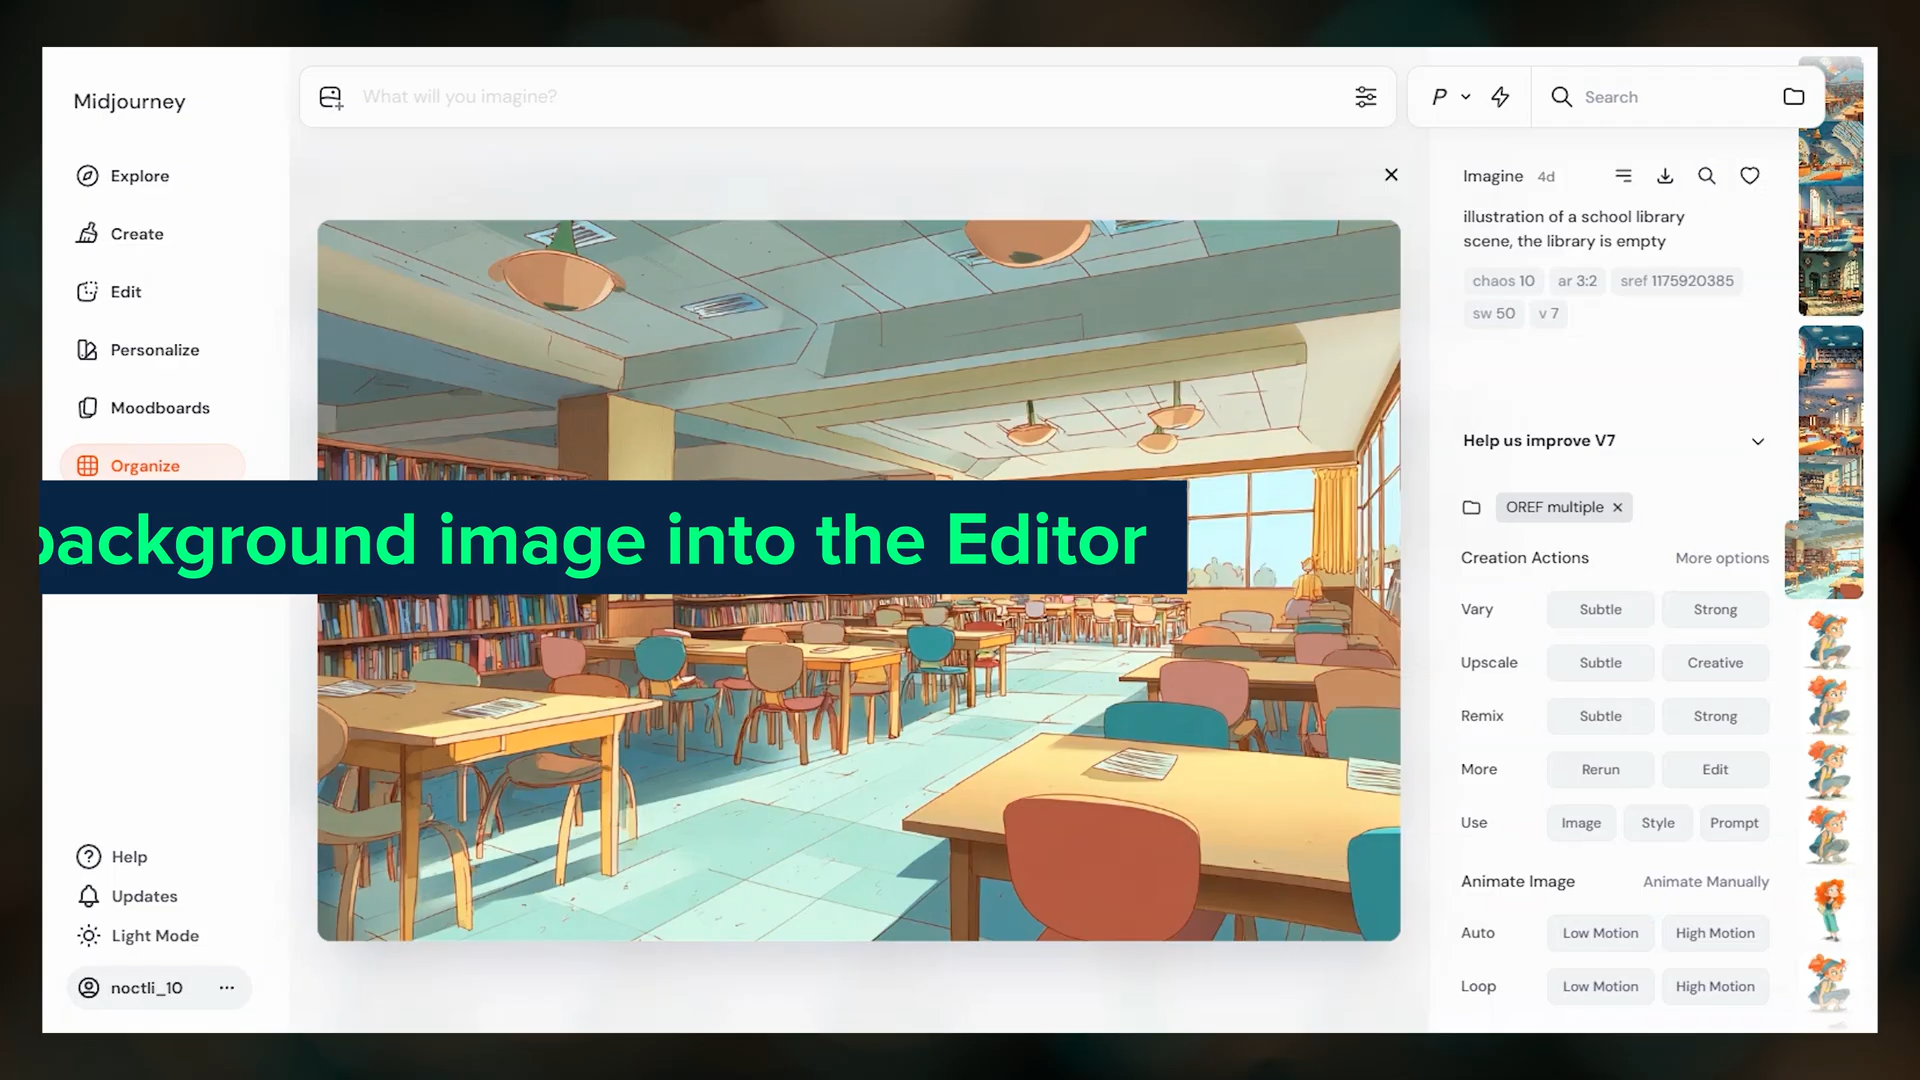 Midjourney
What will you imagine?
P
Search
Explore
Create
Edit
Personalize
Moodboards
Organize
background image into the Editor
Help
Updates
Light Mode
noctli_10
Imagine 4d
illustration of a school library
scene, the library is empty
chaos 10 ar 3:2 sref 1175920385
sw 50 v 7
Help us improve V7
OREF multiple
Creation Actions More options
Vary Subtle Strong
Upscale Subtle Creative
Remix Subtle Strong
More Rerun Edit
Use Image Style Prompt
Animate Image Animate Manually
Auto Low Motion High Motion
Loop Low Motion High Motion